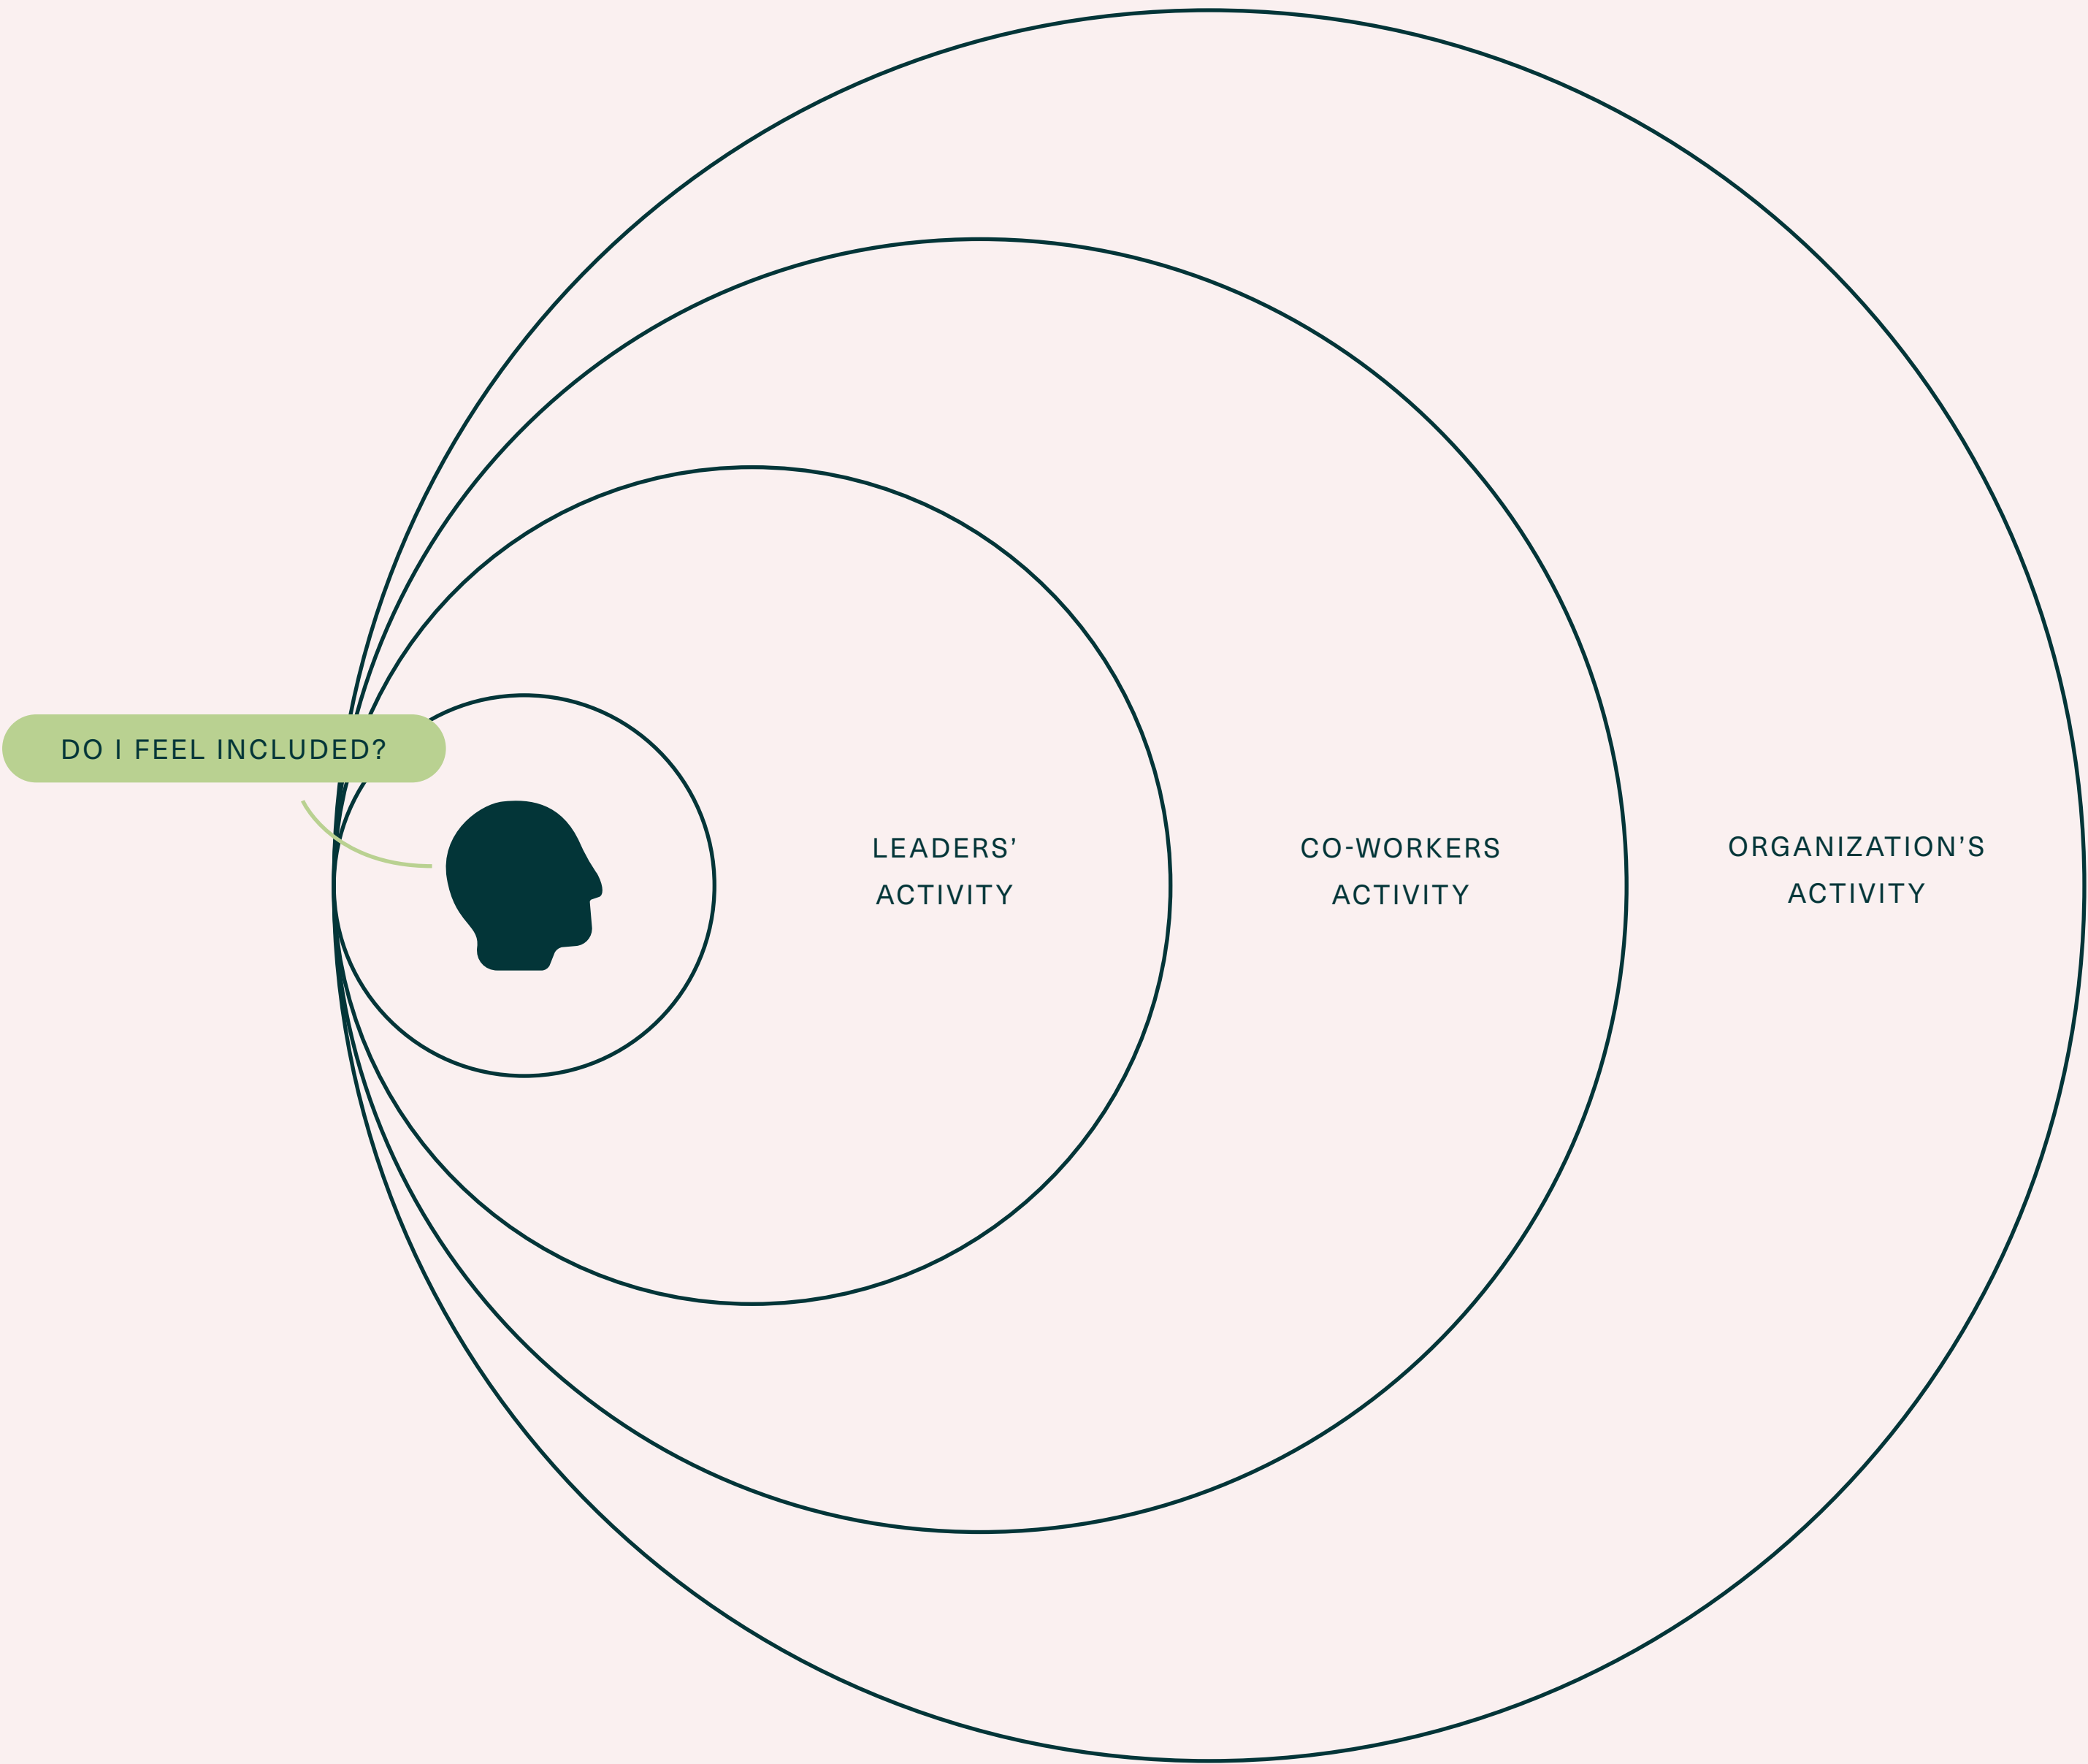 DO I FEEL INCLUDED?
LEADERS’
ACTIVITY
CO-WORKERS
ACTIVITY
ORGANIZATION’S
ACTIVITY